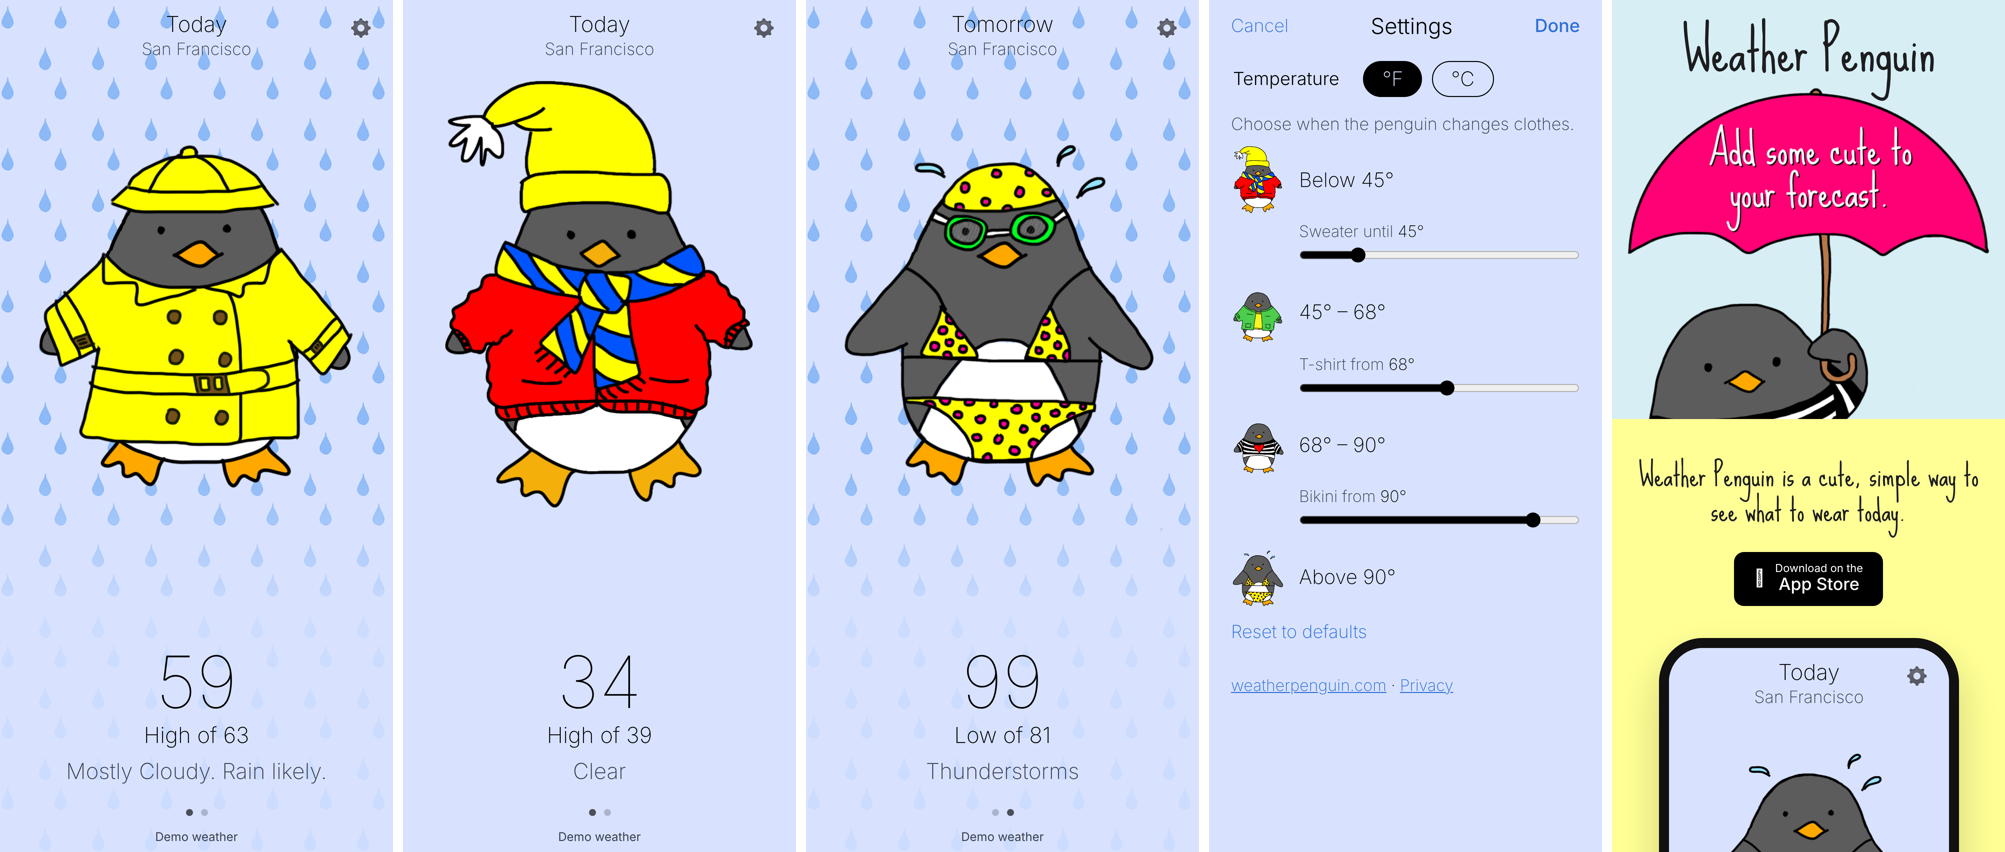 Today
San Francisco
59
High of 63
Mostly Cloudy. Rain likely.
Demo weather
Today
San Francisco
34
High of 39
Clear
Demo weather
Tomorrow
San Francisco
99
Low of 81
Thunderstorms
Demo weather
Cancel
Settings
Done
Temperature
°F
°C
Choose when the penguin changes clothes.
Below 45°
Sweater until 45°
45° – 68°
T-shirt from 68°
68° – 90°
Bikini from 90°
Above 90°
Reset to defaults
weatherpenguin.com · Privacy
Weather Penguin
Add some cute to
your forecast.
Weather Penguin is a cute, simple way to
see what to wear today.
Download on the
App Store
Today
San Francisco